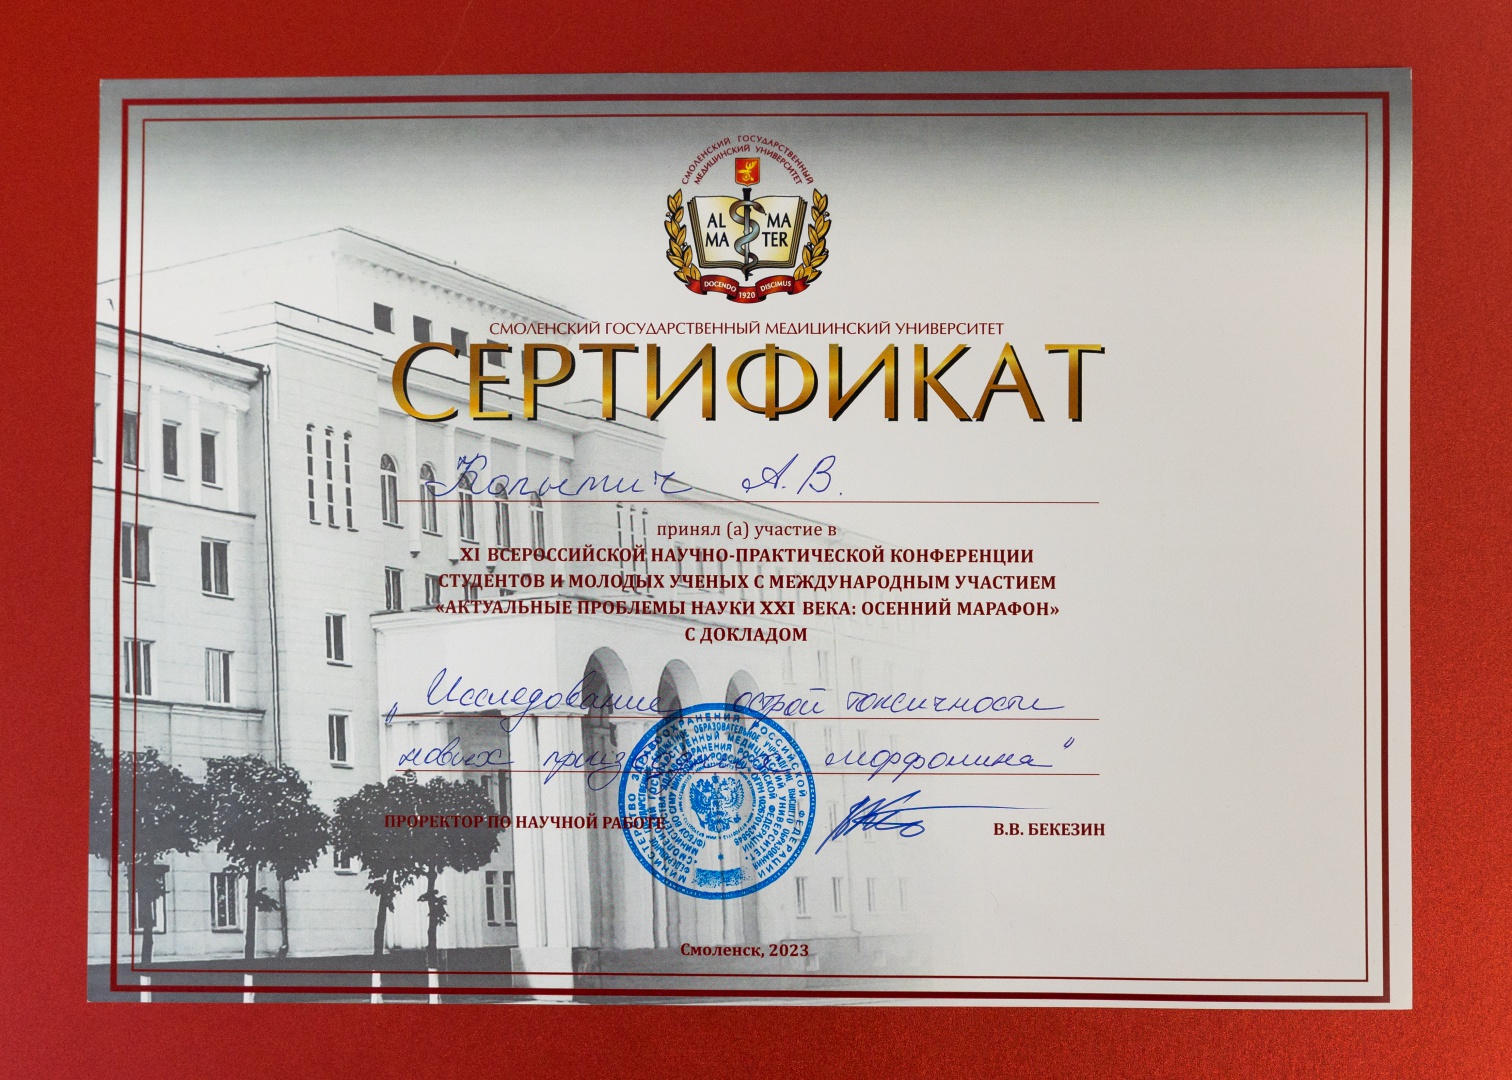 СМОЛЕНСКИЙ ГОСУДАРСТВЕННЫЙ
МЕДИЦИНСКИЙ УНИВЕРСИТЕТ
AL MA
MA TER
DOCENDO 1920 DISCIMUS
СМОЛЕНСКИЙ ГОСУДАРСТВЕННЫЙ МЕДИЦИНСКИЙ УНИВЕРСИТЕТ
СЕРТИФИКАТ
А.В.
принял (а) участие в
XI ВСЕРОССИЙСКОЙ НАУЧНО-ПРАКТИЧЕСКОЙ КОНФЕРЕНЦИИ
СТУДЕНТОВ И МОЛОДЫХ УЧЕНЫХ С МЕЖДУНАРОДНЫМ УЧАСТИЕМ
«АКТУАЛЬНЫЕ ПРОБЛЕМЫ НАУКИ XXI ВЕКА: ОСЕННИЙ МАРАФОН»
С ДОКЛАДОМ
„Исследование острой токсичности
новых морфолина"
ПРОРЕКТОР ПО НАУЧНОЙ РАБОТЕ
В.В. БЕКЕЗИН
Смоленск, 2023